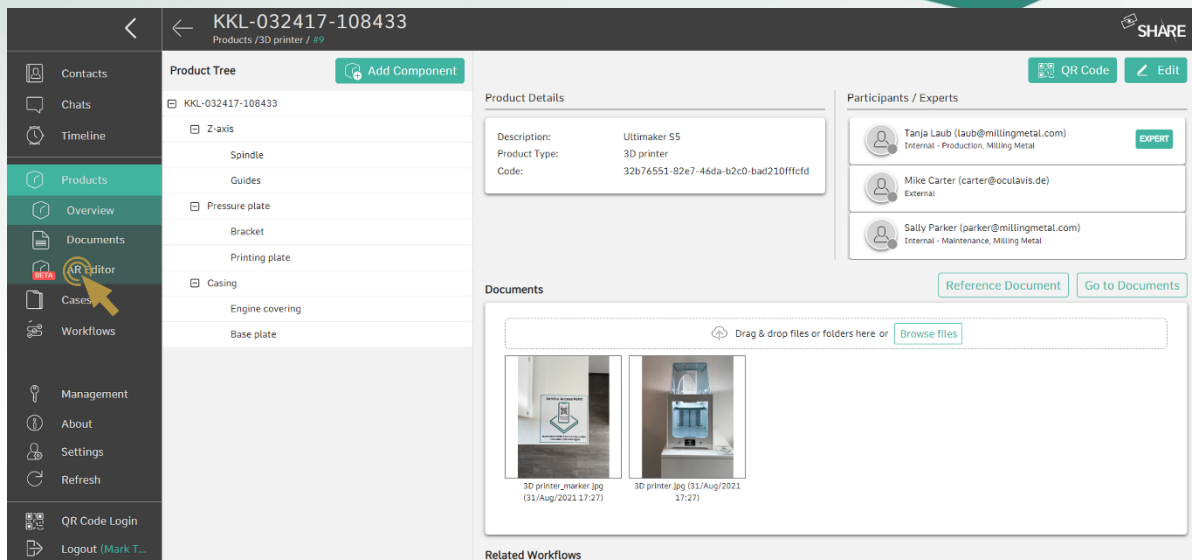 KKL-032417-108433
Products /3D printer / #9
SHARE
Contacts
Chats
Timeline
Products
Overview
Documents
BETA
AR Editor
Cases
Workflows
Management
About
Settings
Refresh
QR Code Login
Logout (Mark T...
Product Tree
Add Component
KKL-032417-108433
Z-axis
Spindle
Guides
Pressure plate
Bracket
Printing plate
Casing
Engine covering
Base plate
QR Code
Edit
Product Details
Description: Ultimaker S5
Product Type: 3D printer
Code: 32b76551-82e7-46da-b2c0-bad210fffcfd
Participants / Experts
Tanja Laub (laub@millingmetal.com)
Internal - Production, Milling Metal
EXPERT
Mike Carter (carter@oculavis.de)
External
Sally Parker (parker@millingmetal.com)
Internal - Maintenance, Milling Metal
Documents
Reference Document
Go to Documents
Drag & drop files or folders here or Browse files
3D printer_marker.jpg
(31/Aug/2021 17:27)
3D printer.jpg (31/Aug/2021
17:27)
Related Workflows